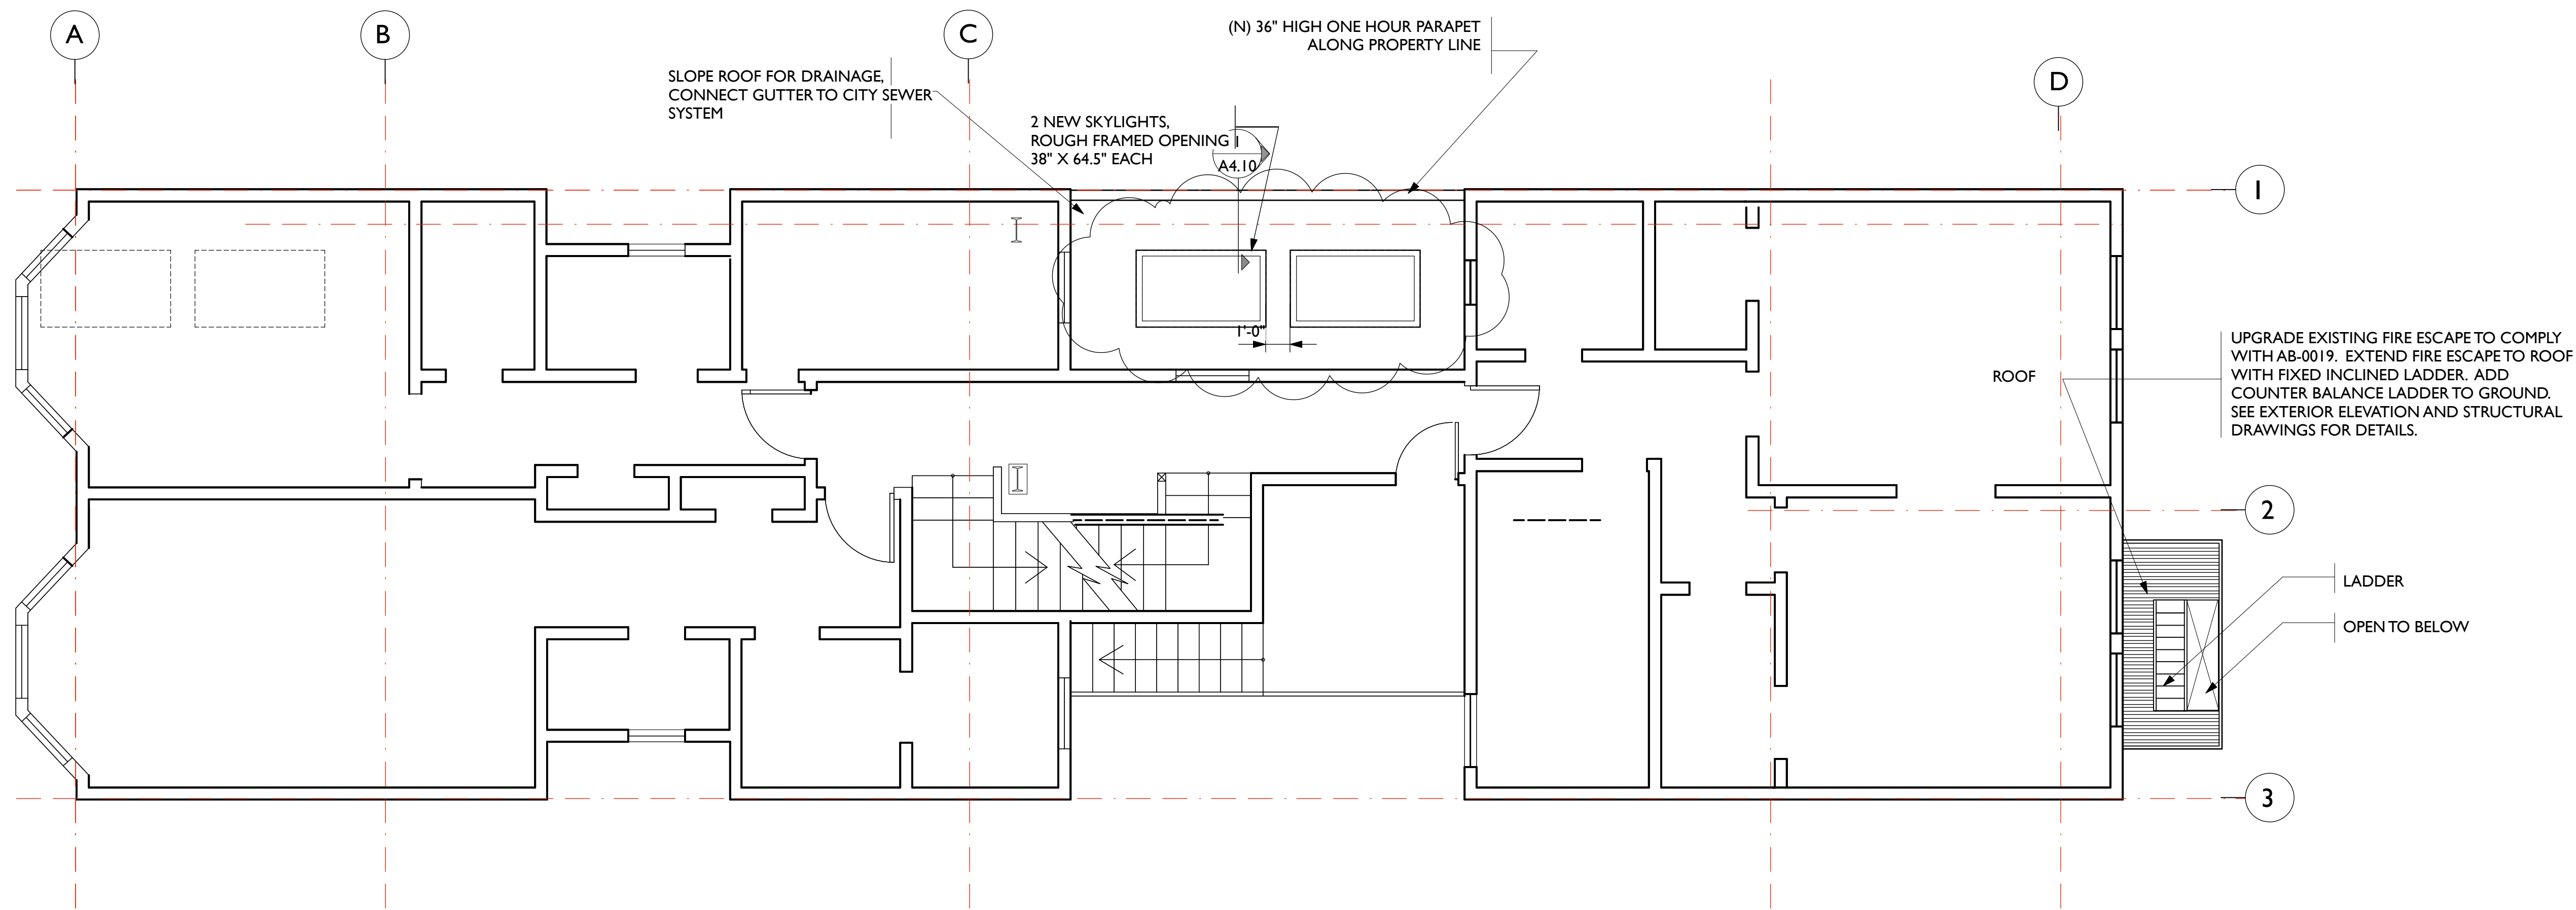 A
B
C
D
(N) 36" HIGH ONE HOUR PARAPET
ALONG PROPERTY LINE
SLOPE ROOF FOR DRAINAGE,
CONNECT GUTTER TO CITY SEWER
SYSTEM
2 NEW SKYLIGHTS,
ROUGH FRAMED OPENING
38" X 64.5" EACH
1
A4.10
1
1'-0"
UPGRADE EXISTING FIRE ESCAPE TO COMPLY
WITH AB-0019. EXTEND FIRE ESCAPE TO ROOF
WITH FIXED INCLINED LADDER. ADD
COUNTER BALANCE LADDER TO GROUND.
SEE EXTERIOR ELEVATION AND STRUCTURAL
DRAWINGS FOR DETAILS.
ROOF
2
LADDER
OPEN TO BELOW
3